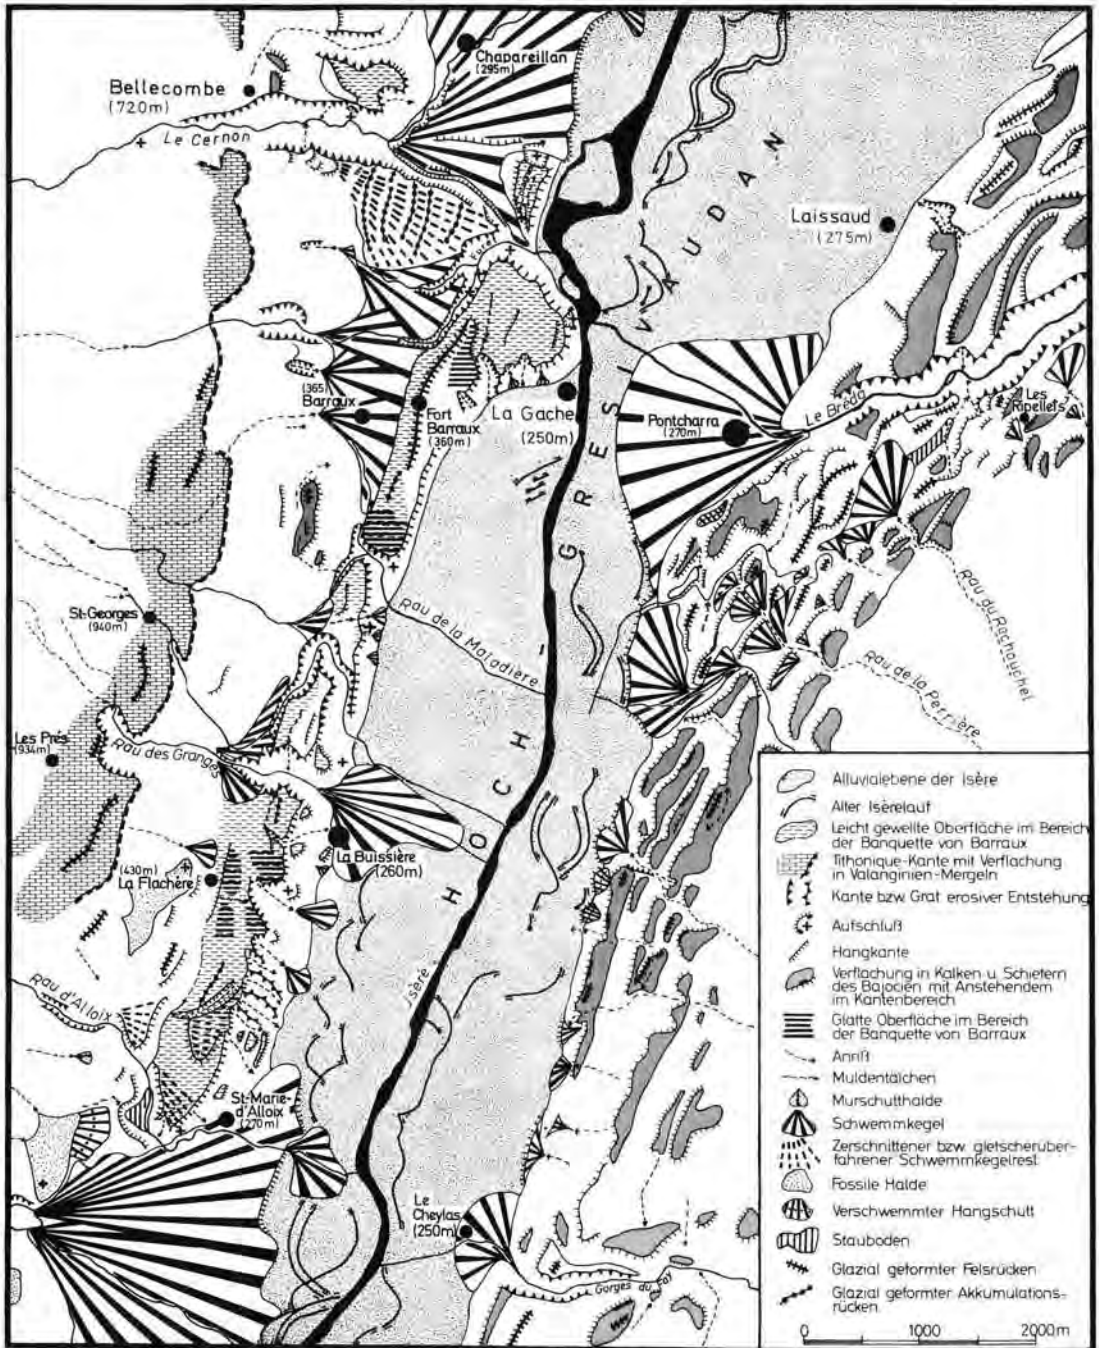 Chapareillan
(295m)
Bellecombe
(720m)
Le Cernon
Laissaud
(275m)
HOCH-GRESIVAUDAN
(365)
Barraux
Fort
Barraux
(360m)
La Gache
(250m)
Pontcharra
(270m)
Le Bréda
Les
Ripellets
Rau du Rachouchel
Rau de la Perrière
Rau de la Maladière
St-Georges
(940m)
Les Prés
(934m)
Rau des Granges
La Buissière
(260m)
(430m)
La Flachère
Isère
Rau d'Alloix
St-Marie-
d'Alloix
(270m)
Le
Cheylas
(250m)
Gorges du Fay
Alluvialebene der Isère
Alter Isèrelauf
Leicht gewellte Oberfläche im Bereich
der Banquette von Barraux
Tithonique-Kante mit Verflachung
in Valanginien-Mergeln
Kante bzw Grat erosiver Entstehung
Aufschluß
Hangkante
Verflachung in Kalken u. Schiefern
des Bajocien mit Anstehendem
im Kantenbereich
Glatte Oberfläche im Bereich
der Banquette von Barraux
Anriß
Muldentälchen
Murschutthalde
Schwemmkegel
Zerschnittener bzw gletscherüber-
fahrener Schwemmkegelrest
Fossile Halde
Verschwemmter Hangschutt
Stauboden
Glazial geformter Felsrücken
Glazial geformter Akkumulations-
rücken
0 1000 2000m